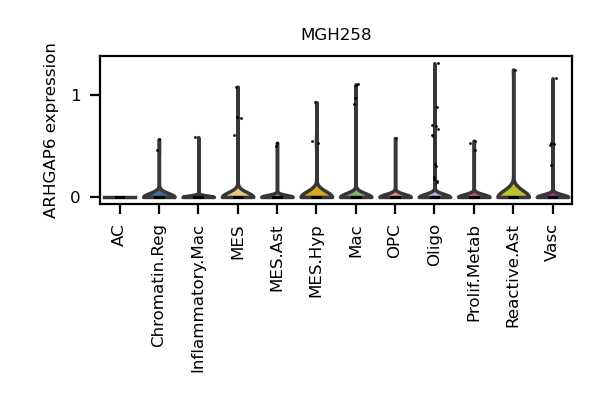 MGH258
ARHGAP6 expression
1
0
AC
Chromatin.Reg
Inflammatory.Mac
MES
MES.Ast
MES.Hyp
Mac
OPC
Oligo
Prolif.Metab
Reactive.Ast
Vasc